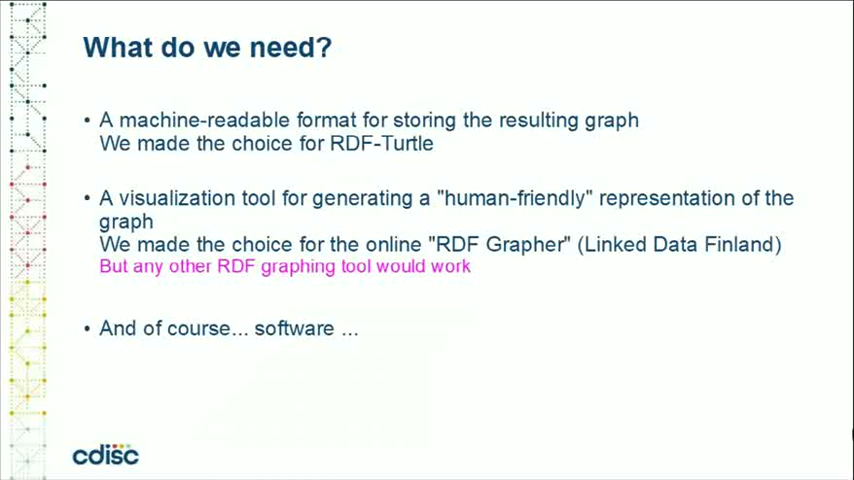 What do we need?
• A machine-readable format for storing the resulting graph
We made the choice for RDF-Turtle
• A visualization tool for generating a "human-friendly" representation of the
graph
We made the choice for the online "RDF Grapher" (Linked Data Finland)
But any other RDF graphing tool would work
• And of course... software ...
cdisc